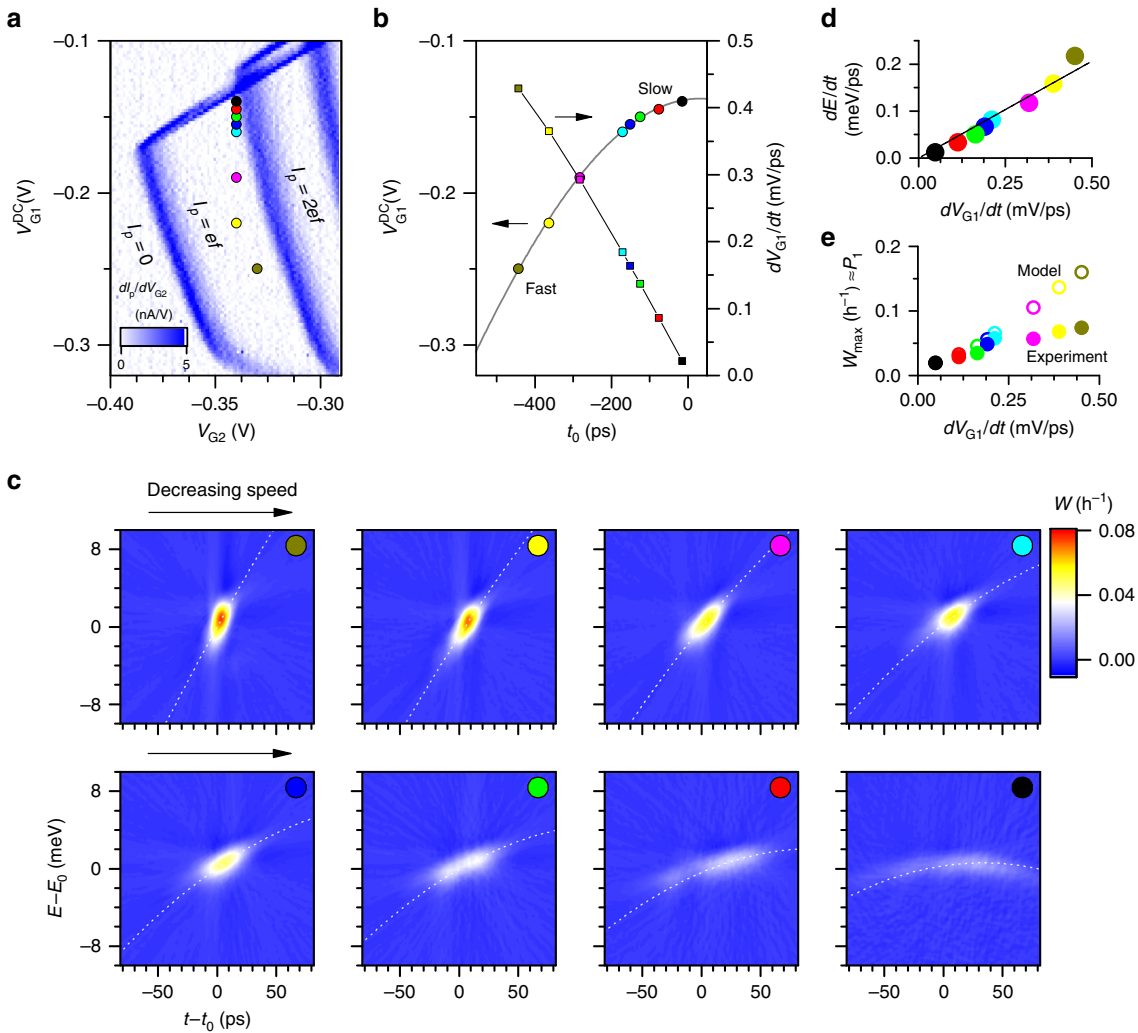 a
−0.1
−0.2
−0.3
V_G1^DC (V)
I_p = 0
I_p = ef
I_p = 2ef
dI_p/dV_G2
(nA/V)
0
5
−0.40
−0.35
−0.30
V_G2 (V)
b
−0.1
−0.2
−0.3
V_G1^DC (V)
Slow
Fast
0.5
0.4
0.3
0.2
0.1
0.0
dV_G1/dt (mV/ps)
−400
−200
0
t_0 (ps)
d
dE/dt
(meV/ps)
0.2
0.1
0.0
0.00
0.25
0.50
dV_G1/dt (mV/ps)
e
W_max (h⁻¹) ≈ P_1
0.2
0.1
0.0
Model
Experiment
0.00
0.25
0.50
dV_G1/dt (mV/ps)
c
Decreasing speed
8
0
−8
W (h⁻¹)
0.08
0.04
0.00
8
0
−8
E−E_0 (meV)
−50
0
50
−50
0
50
−50
0
50
−50
0
50
t−t_0 (ps)